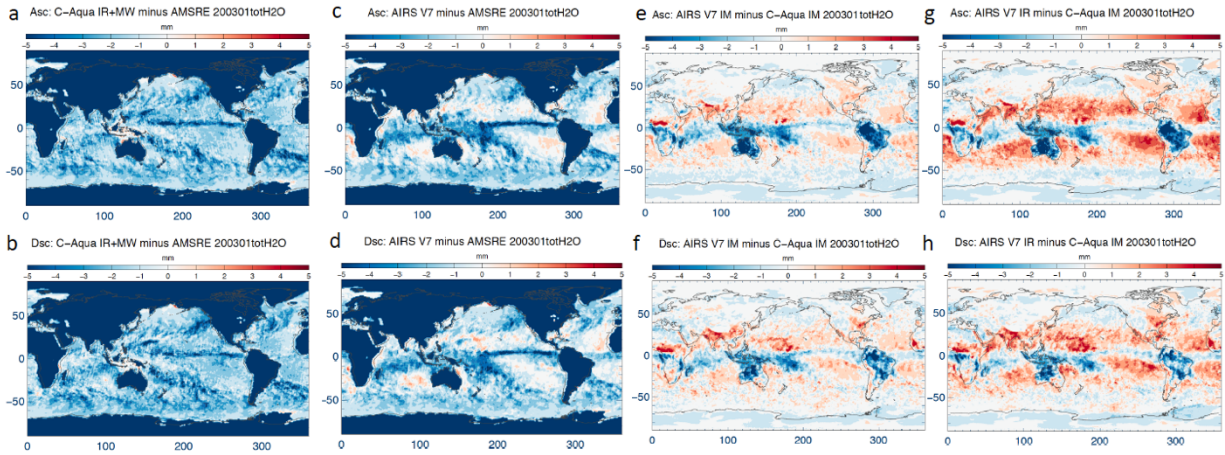 a Asc: C-Aqua IR+MW minus AMSRE 200301totH2O
mm
-5 -4 -3 -2 -1 0 1 2 3 4 5
50
0
-50
0 100 200 300
c Asc: AIRS V7 minus AMSRE 200301totH2O
mm
-5 -4 -3 -2 -1 0 1 2 3 4 5
50
0
-50
0 100 200 300
e Asc: AIRS V7 IM minus C-Aqua IM 200301totH2O
mm
-5 -4 -3 -2 -1 0 1 2 3 4 5
50
0
-50
0 100 200 300
g Asc: AIRS V7 IR minus C-Aqua IM 200301totH2O
mm
-5 -4 -3 -2 -1 0 1 2 3 4 5
50
0
-50
0 100 200 300
b Dsc: C-Aqua IR+MW minus AMSRE 200301totH2O
mm
-5 -4 -3 -2 -1 0 1 2 3 4 5
50
0
-50
0 100 200 300
d Dsc: AIRS V7 minus AMSRE 200301totH2O
mm
-5 -4 -3 -2 -1 0 1 2 3 4 5
50
0
-50
0 100 200 300
f Dsc: AIRS V7 IM minus C-Aqua IM 200301totH2O
mm
-5 -4 -3 -2 -1 0 1 2 3 4 5
50
0
-50
0 100 200 300
h Dsc: AIRS V7 IR minus C-Aqua IM 200301totH2O
mm
-5 -4 -3 -2 -1 0 1 2 3 4 5
50
0
-50
0 100 200 300